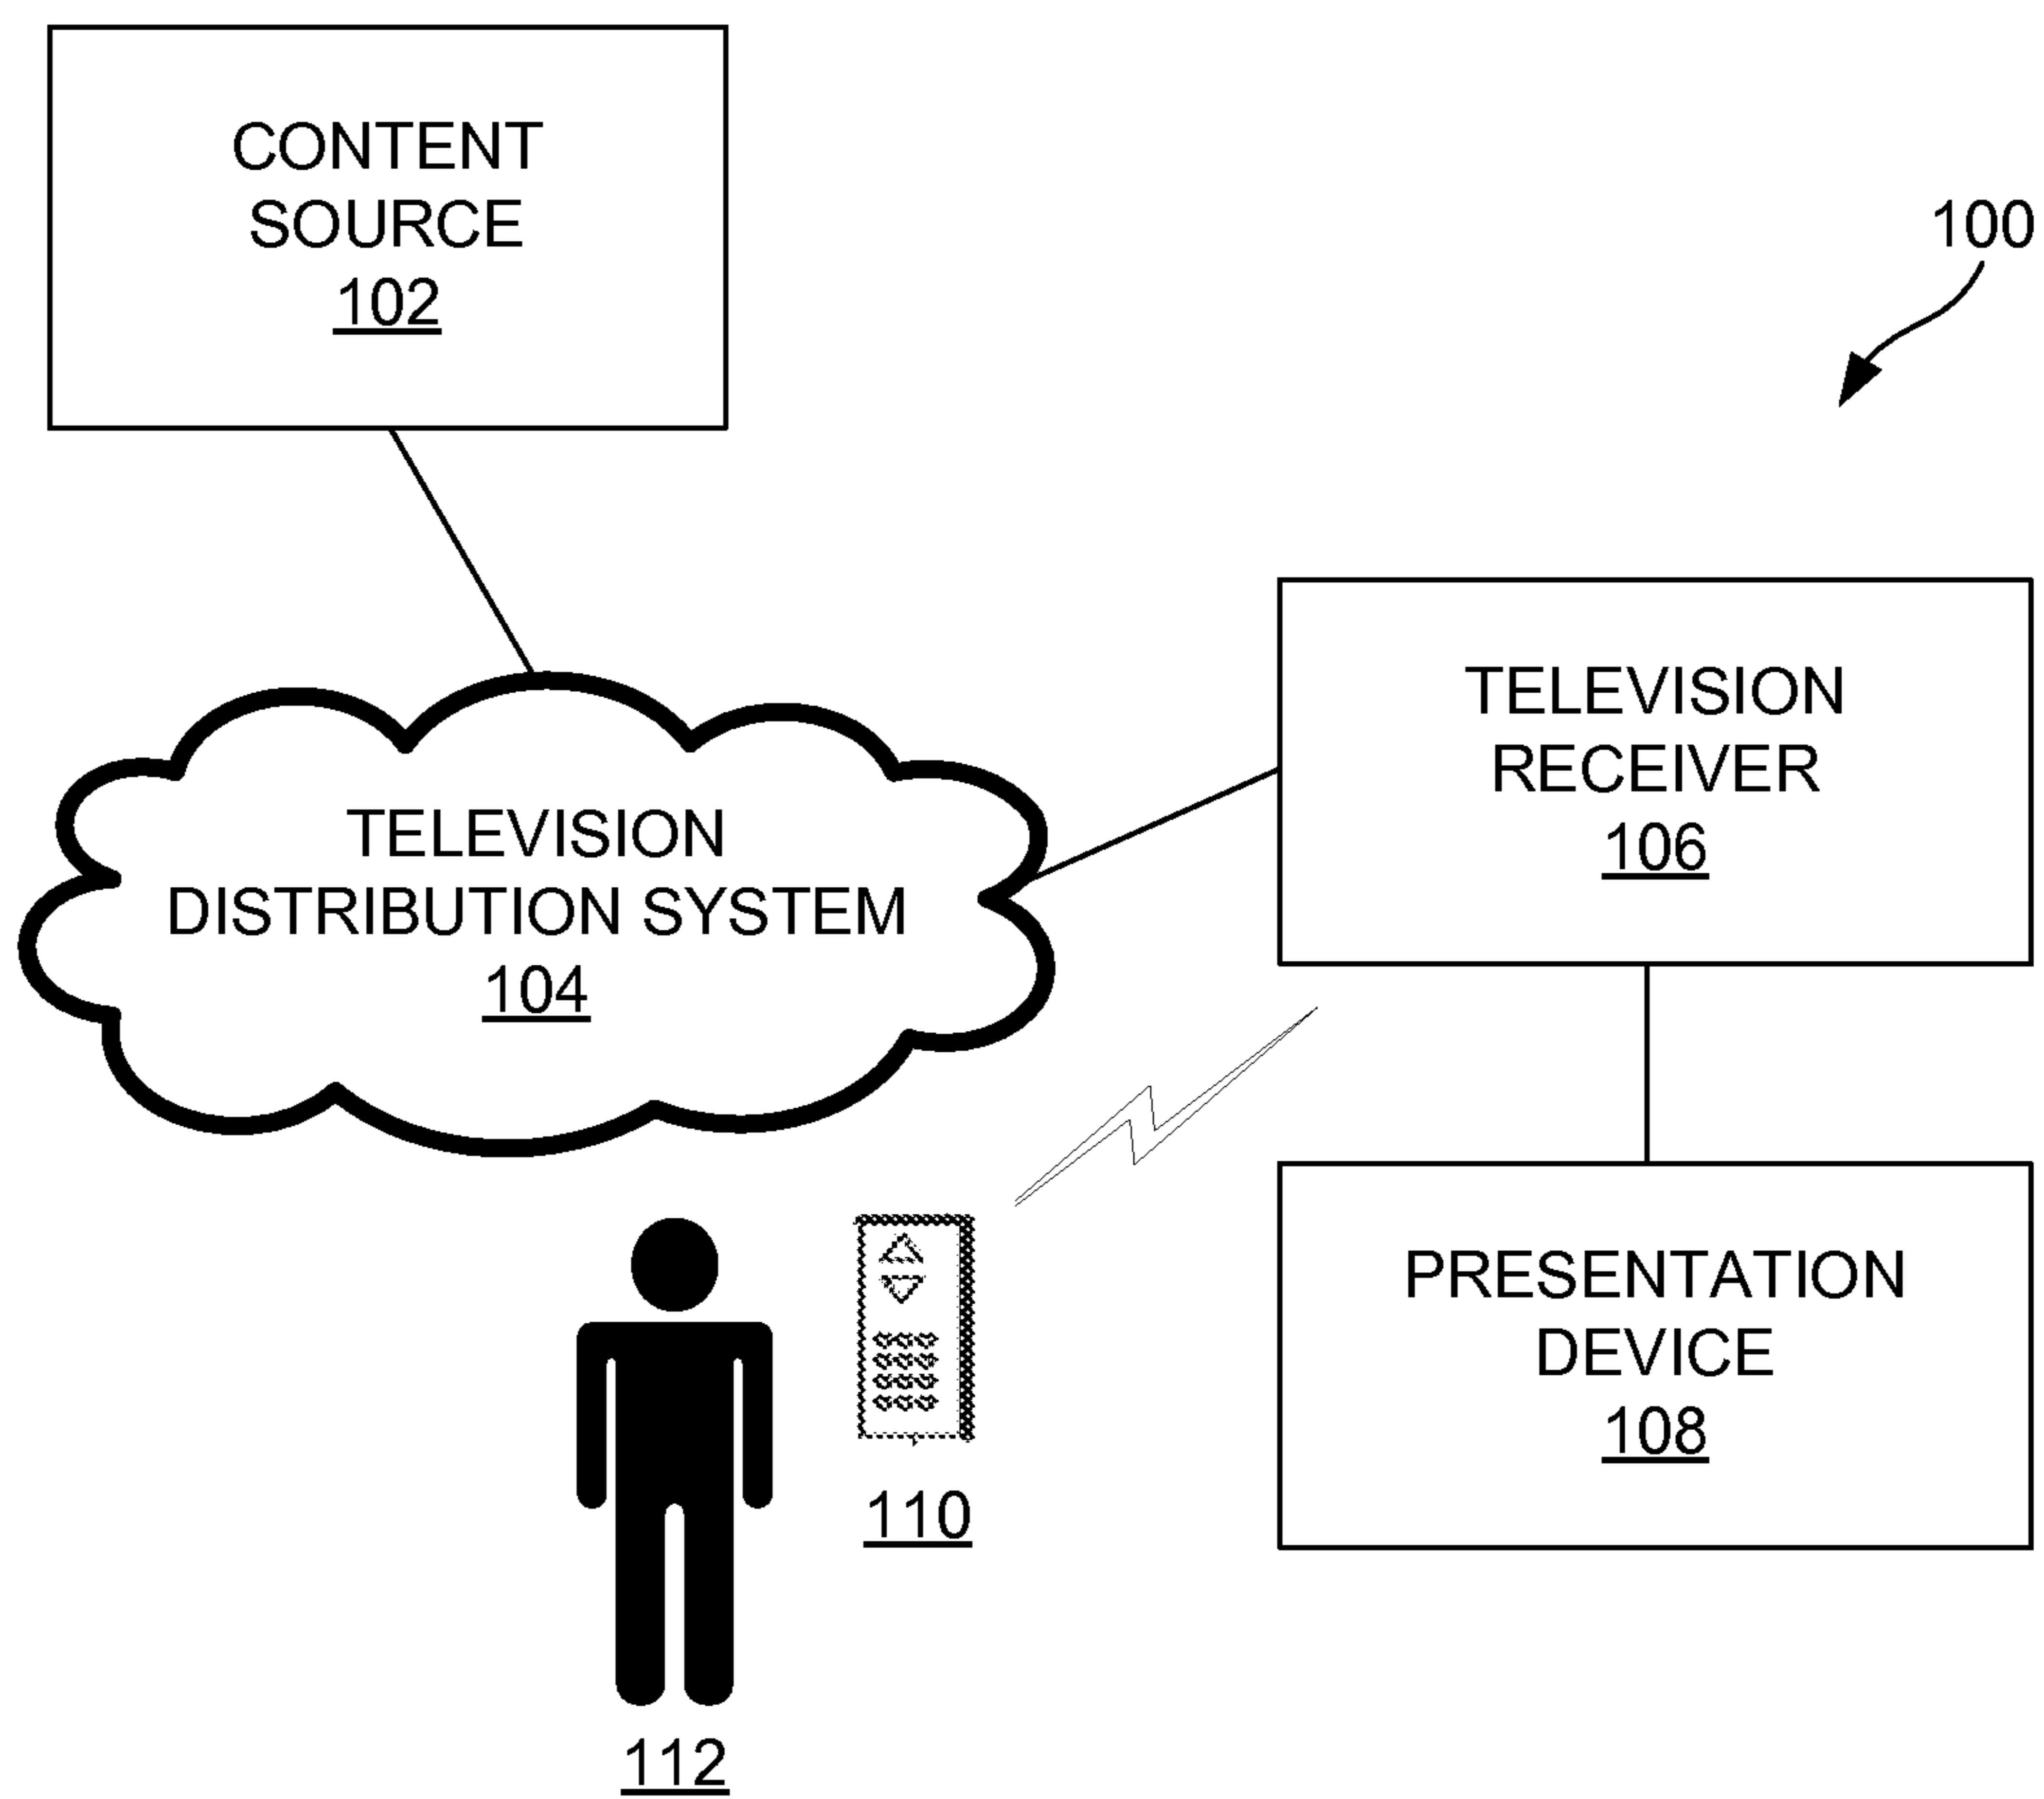 CONTENT
SOURCE
102
100
TELEVISION
RECEIVER
106
TELEVISION
DISTRIBUTION SYSTEM
104
PRESENTATION
DEVICE
108
110
112